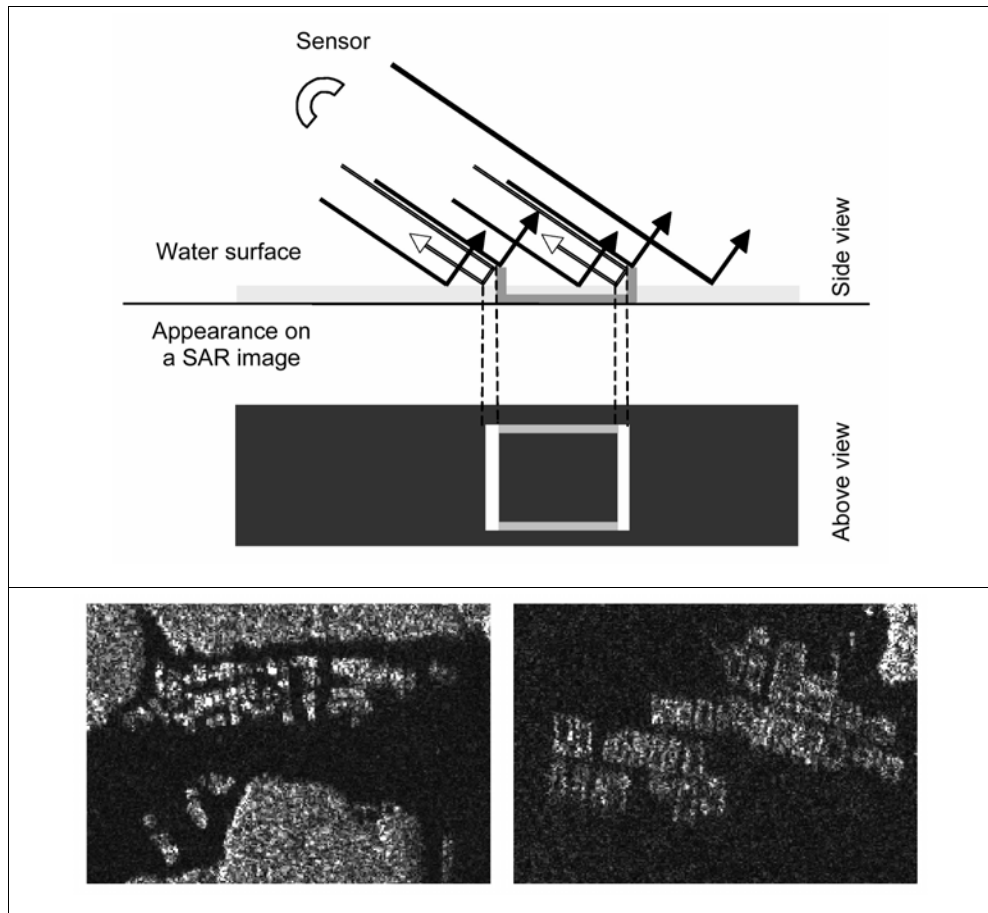 Sensor
Water surface
Side view
Appearance on
a SAR image
Above view